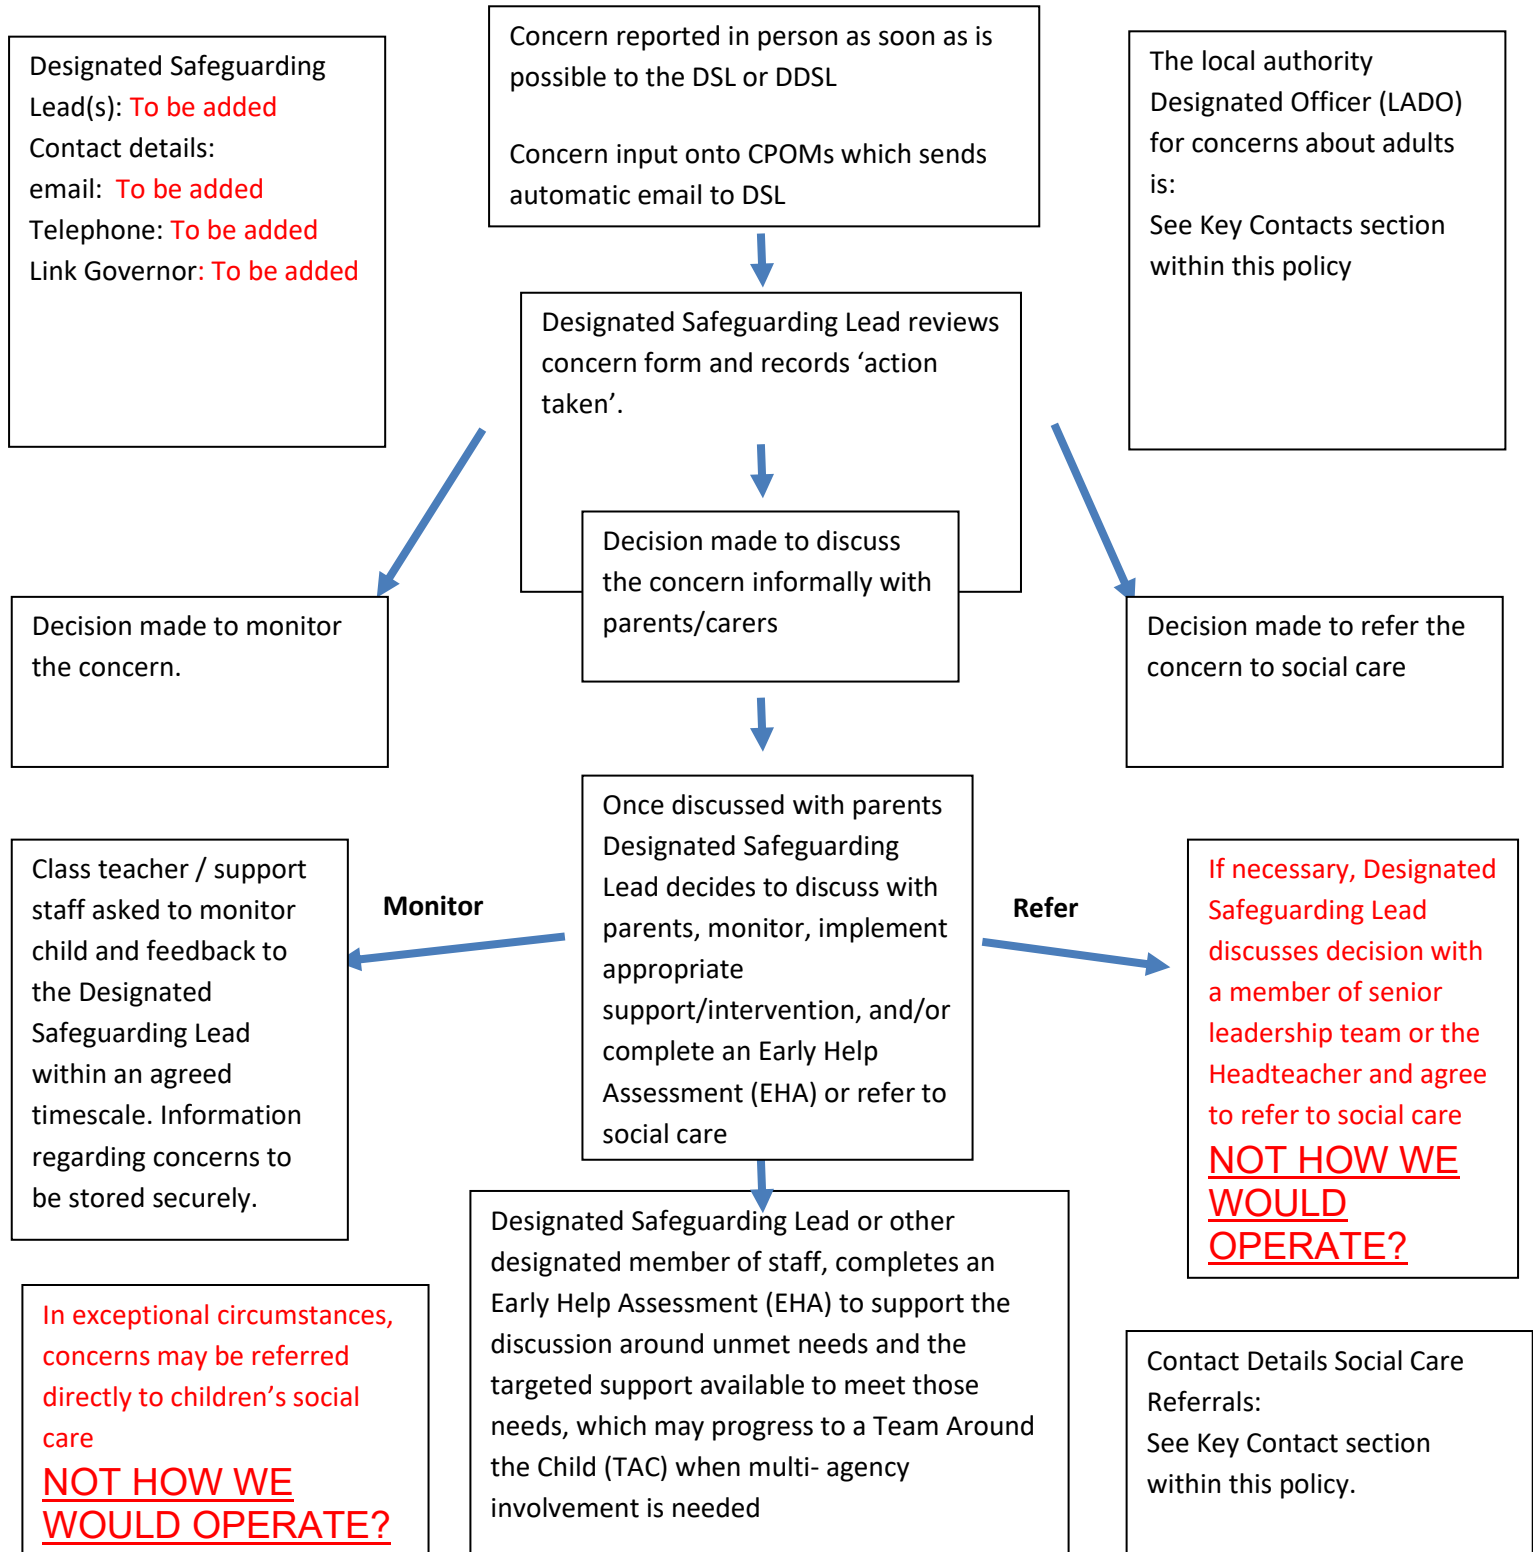 Designated Safeguarding
Lead(s): To be added
Contact details:
email:  To be added
Telephone: To be added
Link Governor: To be added
Concern reported in person as soon as is
possible to the DSL or DDSL
Concern input onto CPOMs which sends
automatic email to DSL
The local authority
Designated Officer (LADO)
for concerns about adults
is:
See Key Contacts section
within this policy
Designated Safeguarding Lead reviews
concern form and records ‘action
taken’.
Decision made to monitor
the concern.
Decision made to discuss
the concern informally with
parents/carers
Decision made to refer the
concern to social care
Class teacher / support
staff asked to monitor
child and feedback to
the Designated
Safeguarding Lead
within an agreed
timescale. Information
regarding concerns to
be stored securely.
Monitor
Once discussed with parents
Designated Safeguarding
Lead decides to discuss with
parents, monitor, implement
appropriate
support/intervention, and/or
complete an Early Help
Assessment (EHA) or refer to
social care
Refer
If necessary, Designated
Safeguarding Lead
discusses decision with
a member of senior
leadership team or the
Headteacher and agree
to refer to social care
NOT HOW WE
WOULD
OPERATE?
In exceptional circumstances,
concerns may be referred
directly to children’s social
care
NOT HOW WE
WOULD OPERATE?
Designated Safeguarding Lead or other
designated member of staff, completes an
Early Help Assessment (EHA) to support the
discussion around unmet needs and the
targeted support available to meet those
needs, which may progress to a Team Around
the Child (TAC) when multi- agency
involvement is needed
Contact Details Social Care
Referrals:
See Key Contact section
within this policy.